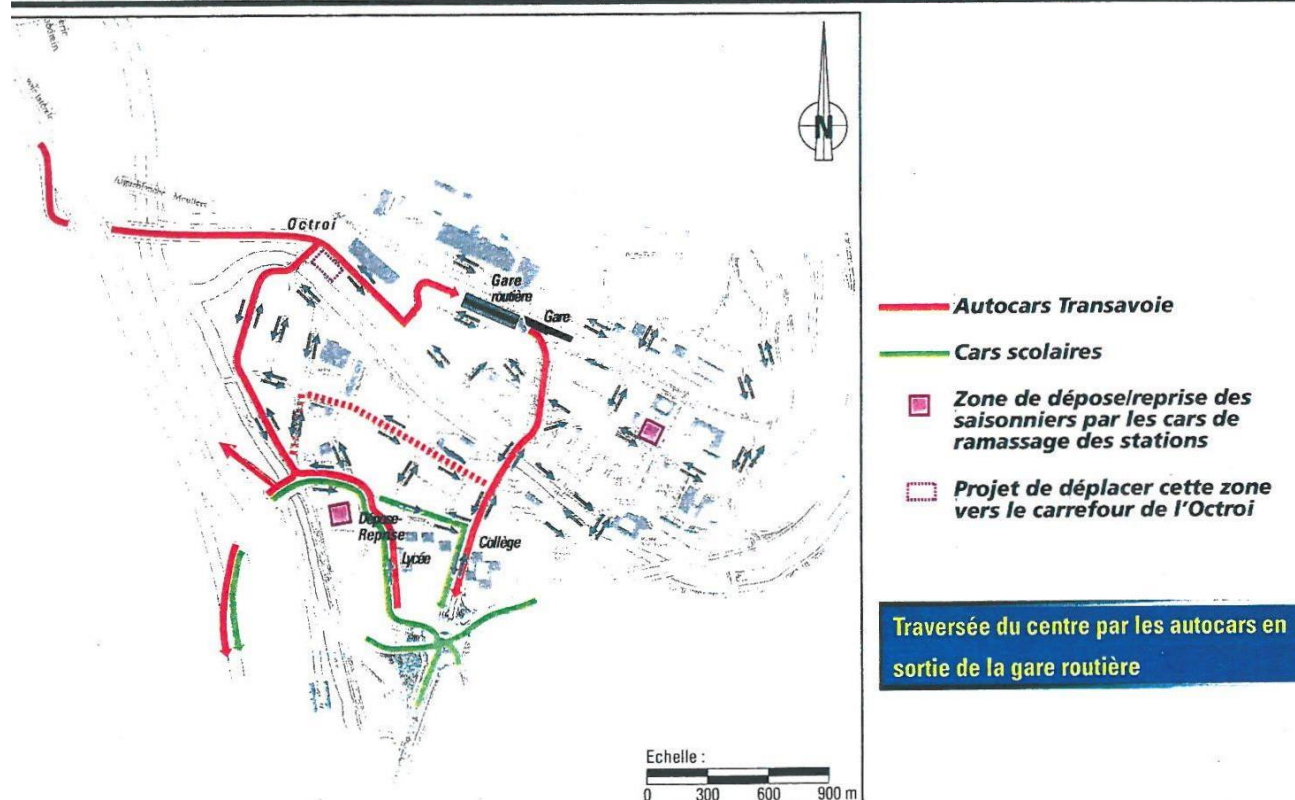 Octroi
Gare
routière
Gare
Dépose-
Reprise
Lycée
Collège
N
Autocars Transavoie
Cars scolaires
Zone de dépose/reprise des
saisonniers par les cars de
ramassage des stations
Projet de déplacer cette zone
vers le carrefour de l'Octroi
Traversée du centre par les autocars en
sortie de la gare routière
Echelle :
0 300 600 900 m